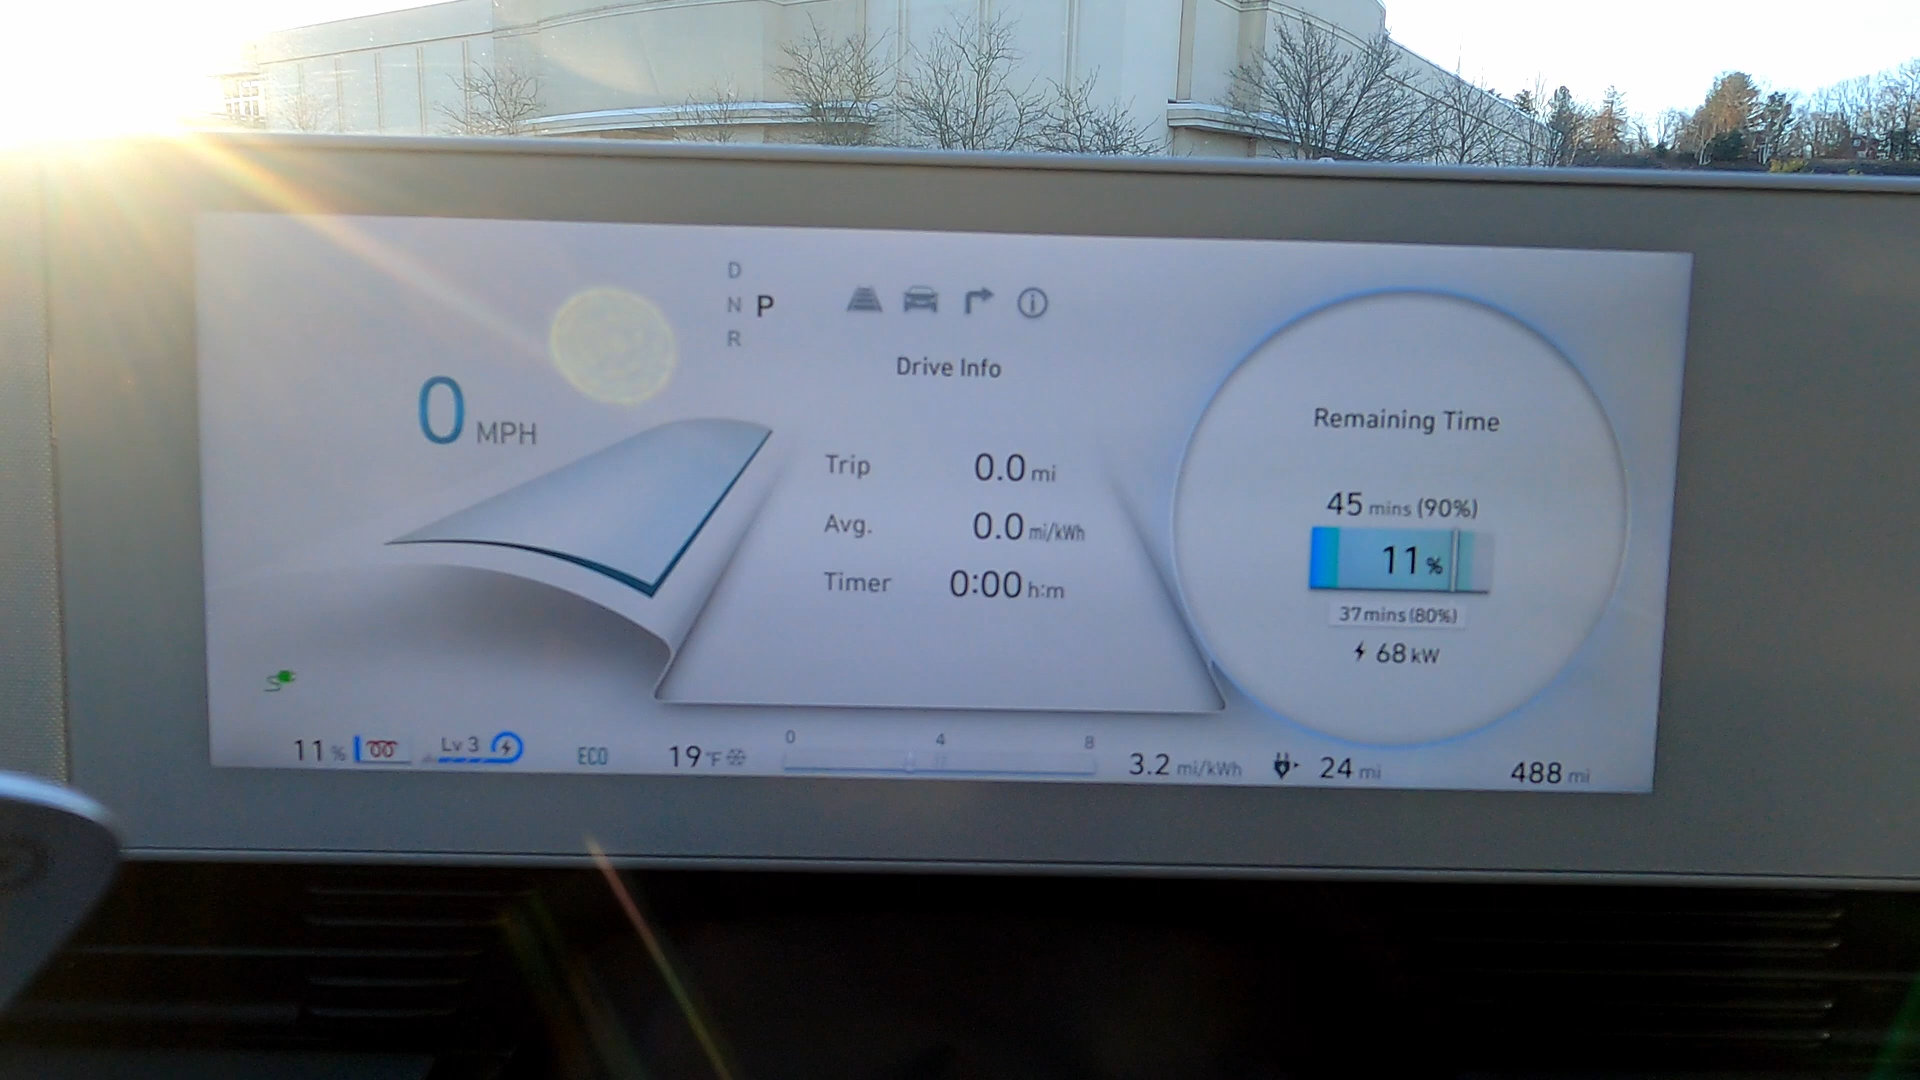 D
N P
R
Drive Info
0 MPH
Trip 0.0 mi
Avg. 0.0 mi/kWh
Timer 0:00 h:m
Remaining Time
45 mins (90%)
11 %
37 mins (80%)
68 kW
11 %
Lv 3
ECO
19 °F
0 4 8
3.2 mi/kWh
24 mi
488 mi